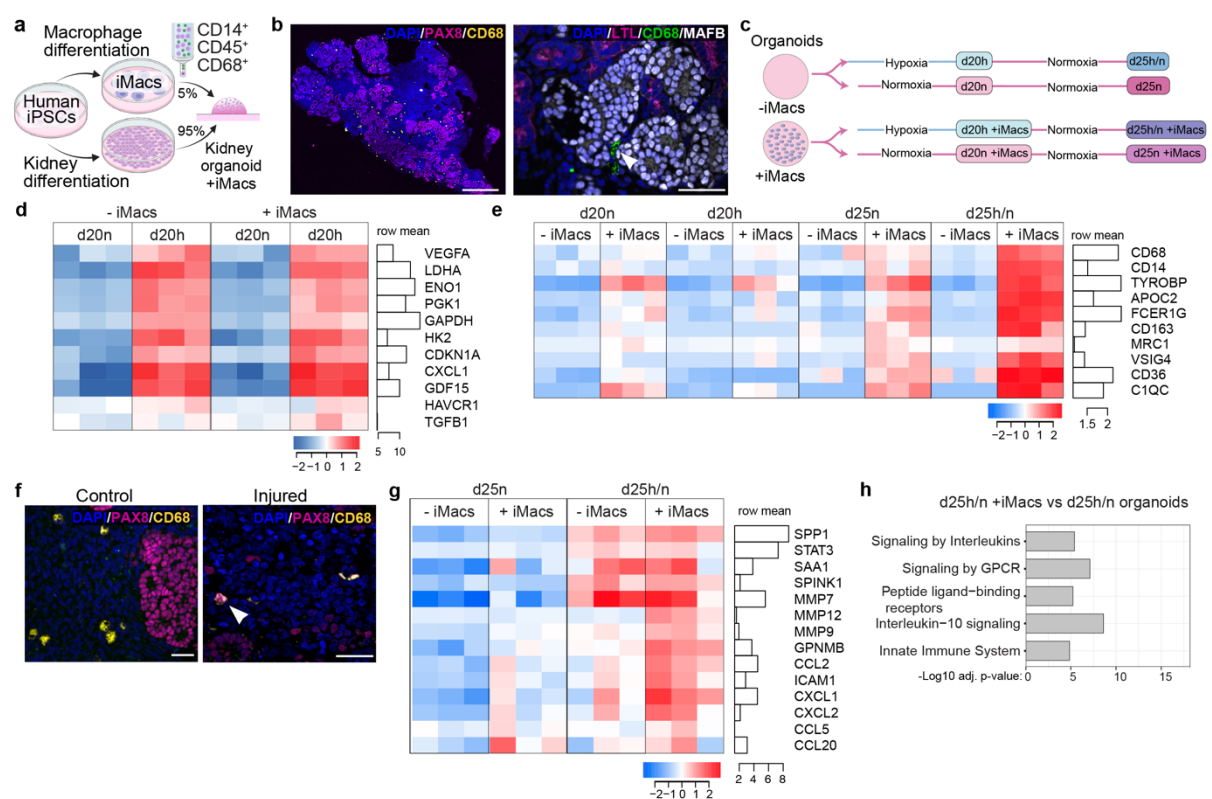 a
Macrophage
differentiation
CD14+
CD45+
CD68+
iMacs
5%
Human
iPSCs
95%
Kidney
differentiation
Kidney
organoid
+iMacs
b
DAPI/PAX8/CD68
DAPI/LTL/CD68/MAFB
c
Organoids
-iMacs
Hypoxia d20h Normoxia d25h/n
Normoxia d20n Normoxia d25n
+iMacs
Hypoxia d20h +iMacs Normoxia d25h/n +iMacs
Normoxia d20n +iMacs Normoxia d25n +iMacs
d
- iMacs + iMacs
d20n d20h d20n d20h
row mean
VEGFA
LDHA
ENO1
PGK1
GAPDH
HK2
CDKN1A
CXCL1
GDF15
HAVCR1
TGFB1
−2−1 0 1 2
5 10
e
d20n d20h d25n d25h/n
- iMacs + iMacs - iMacs + iMacs - iMacs + iMacs - iMacs + iMacs
row mean
CD68
CD14
TYROBP
APOC2
FCER1G
CD163
MRC1
VSIG4
CD36
C1QC
−2−1 0 1 2
1.5 2
f
Control Injured
DAPI/PAX8/CD68
DAPI/PAX8/CD68
g
d25n d25h/n
- iMacs + iMacs - iMacs + iMacs
row mean
SPP1
STAT3
SAA1
SPINK1
MMP7
MMP12
MMP9
GPNMB
CCL2
ICAM1
CXCL1
CXCL2
CCL5
CCL20
−2−1 0 1 2
2 4 6 8
h
d25h/n +iMacs vs d25h/n organoids
Signaling by Interleukins
Signaling by GPCR
Peptide ligand−binding
receptors
Interleukin−10 signaling
Innate Immune System
-Log10 adj. p-value: 0 5 10 15